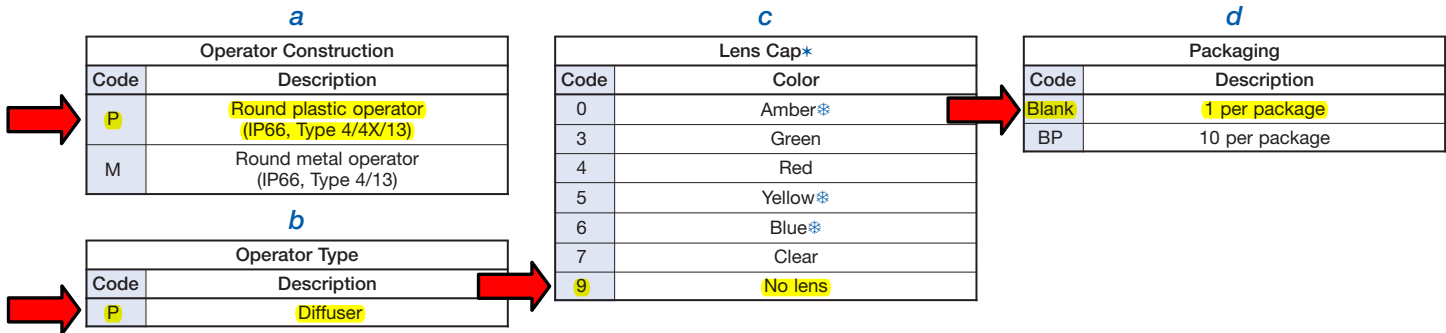 a
Operator Construction
Code Description
P Round plastic operator
(IP66, Type 4/4X/13)
M Round metal operator
(IP66, Type 4/13)
b
Operator Type
Code Description
P Diffuser
c
Lens Cap✶
Code Color
0 Amber❄
3 Green
4 Red
5 Yellow❄
6 Blue❄
7 Clear
9 No lens
d
Packaging
Code Description
Blank 1 per package
BP 10 per package